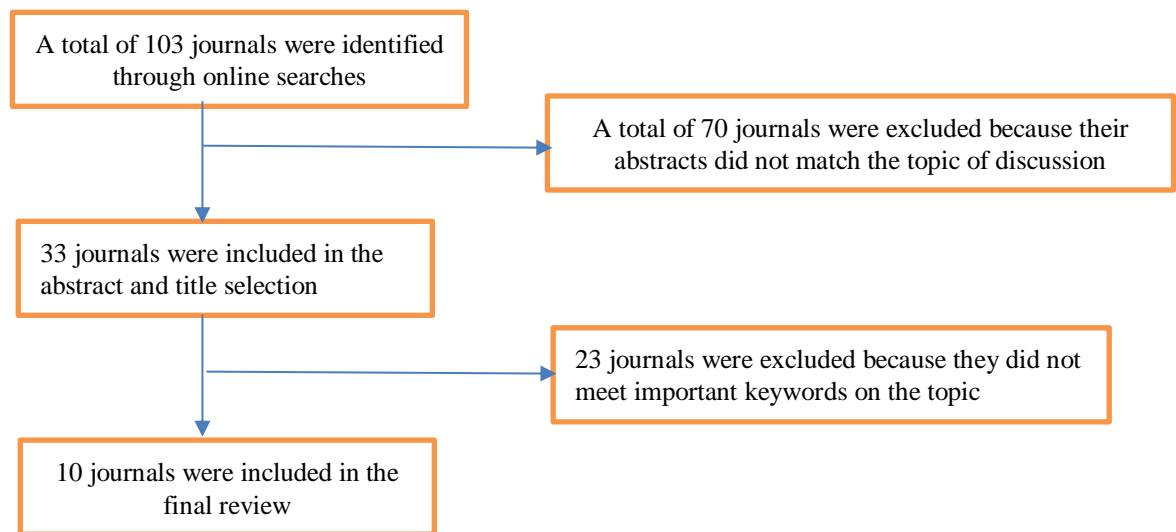 A total of 103 journals were identified
through online searches
A total of 70 journals were excluded because their
abstracts did not match the topic of discussion
33 journals were included in the
abstract and title selection
23 journals were excluded because they did not
meet important keywords on the topic
10 journals were included in the
final review